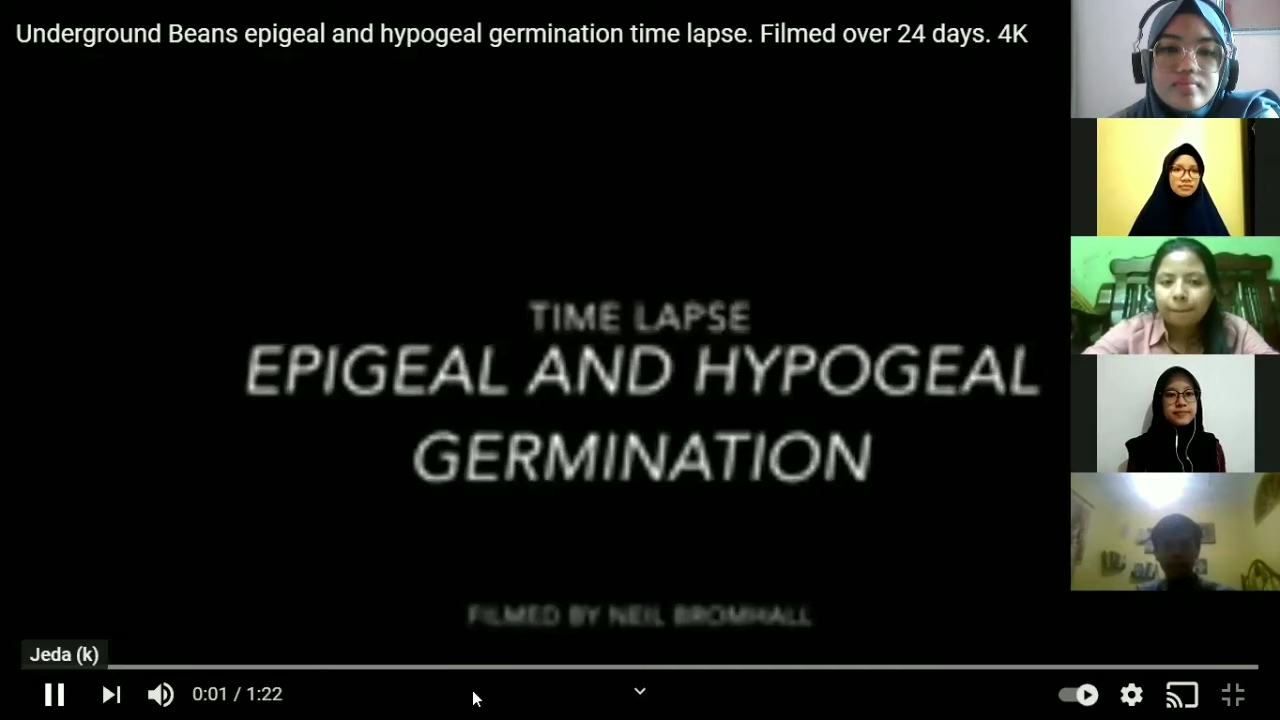 Underground Beans epigeal and hypogeal germination time lapse. Filmed over 24 days. 4K
TIME LAPSE
EPIGEAL AND HYPOGEAL
GERMINATION
FILMED BY NEIL BROMHALL
Jeda (k)
0:01 / 1:22